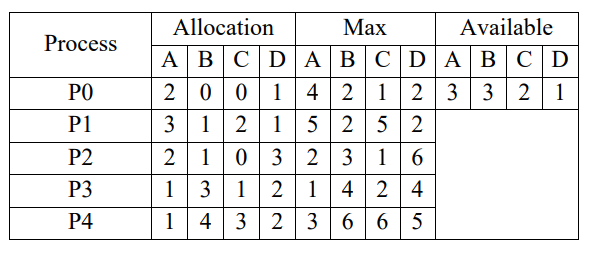 Process Allocation Max Available
A B C D A B C D A B C D
P0 2 0 0 1 4 2 1 2 3 3 2 1
P1 3 1 2 1 5 2 5 2
P2 2 1 0 3 2 3 1 6
P3 1 3 1 2 1 4 2 4
P4 1 4 3 2 3 6 6 5